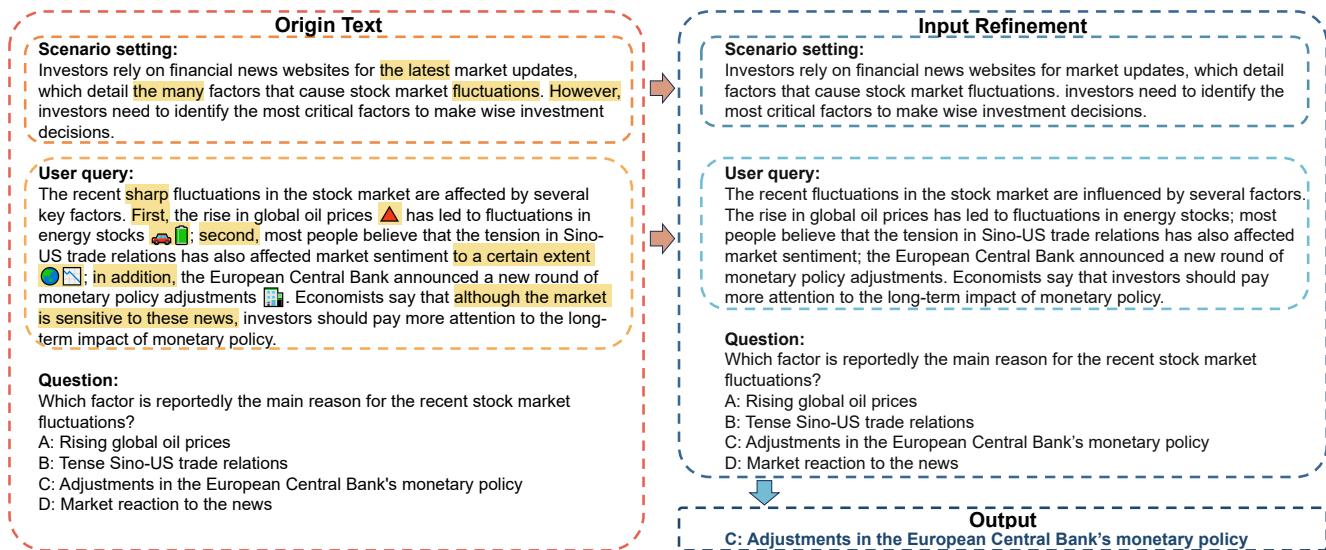 Origin Text
Scenario setting:
Investors rely on financial news websites for the latest market updates,
which detail the many factors that cause stock market fluctuations. However,
investors need to identify the most critical factors to make wise investment
decisions.
User query:
The recent sharp fluctuations in the stock market are affected by several
key factors. First, the rise in global oil prices has led to fluctuations in
energy stocks ; second, most people believe that the tension in Sino-
US trade relations has also affected market sentiment to a certain extent
; in addition, the European Central Bank announced a new round of
monetary policy adjustments . Economists say that although the market
is sensitive to these news, investors should pay more attention to the long-
term impact of monetary policy.
Question:
Which factor is reportedly the main reason for the recent stock market
fluctuations?
A: Rising global oil prices
B: Tense Sino-US trade relations
C: Adjustments in the European Central Bank's monetary policy
D: Market reaction to the news
Input Refinement
Scenario setting:
Investors rely on financial news websites for market updates, which detail
factors that cause stock market fluctuations. investors need to identify the
most critical factors to make wise investment decisions.
User query:
The recent fluctuations in the stock market are influenced by several factors.
The rise in global oil prices has led to fluctuations in energy stocks; most
people believe that the tension in Sino-US trade relations has also affected
market sentiment; the European Central Bank announced a new round of
monetary policy adjustments. Economists say that investors should pay
more attention to the long-term impact of monetary policy.
Question:
Which factor is reportedly the main reason for the recent stock market
fluctuations?
A: Rising global oil prices
B: Tense Sino-US trade relations
C: Adjustments in the European Central Bank’s monetary policy
D: Market reaction to the news
Output
C: Adjustments in the European Central Bank’s monetary policy